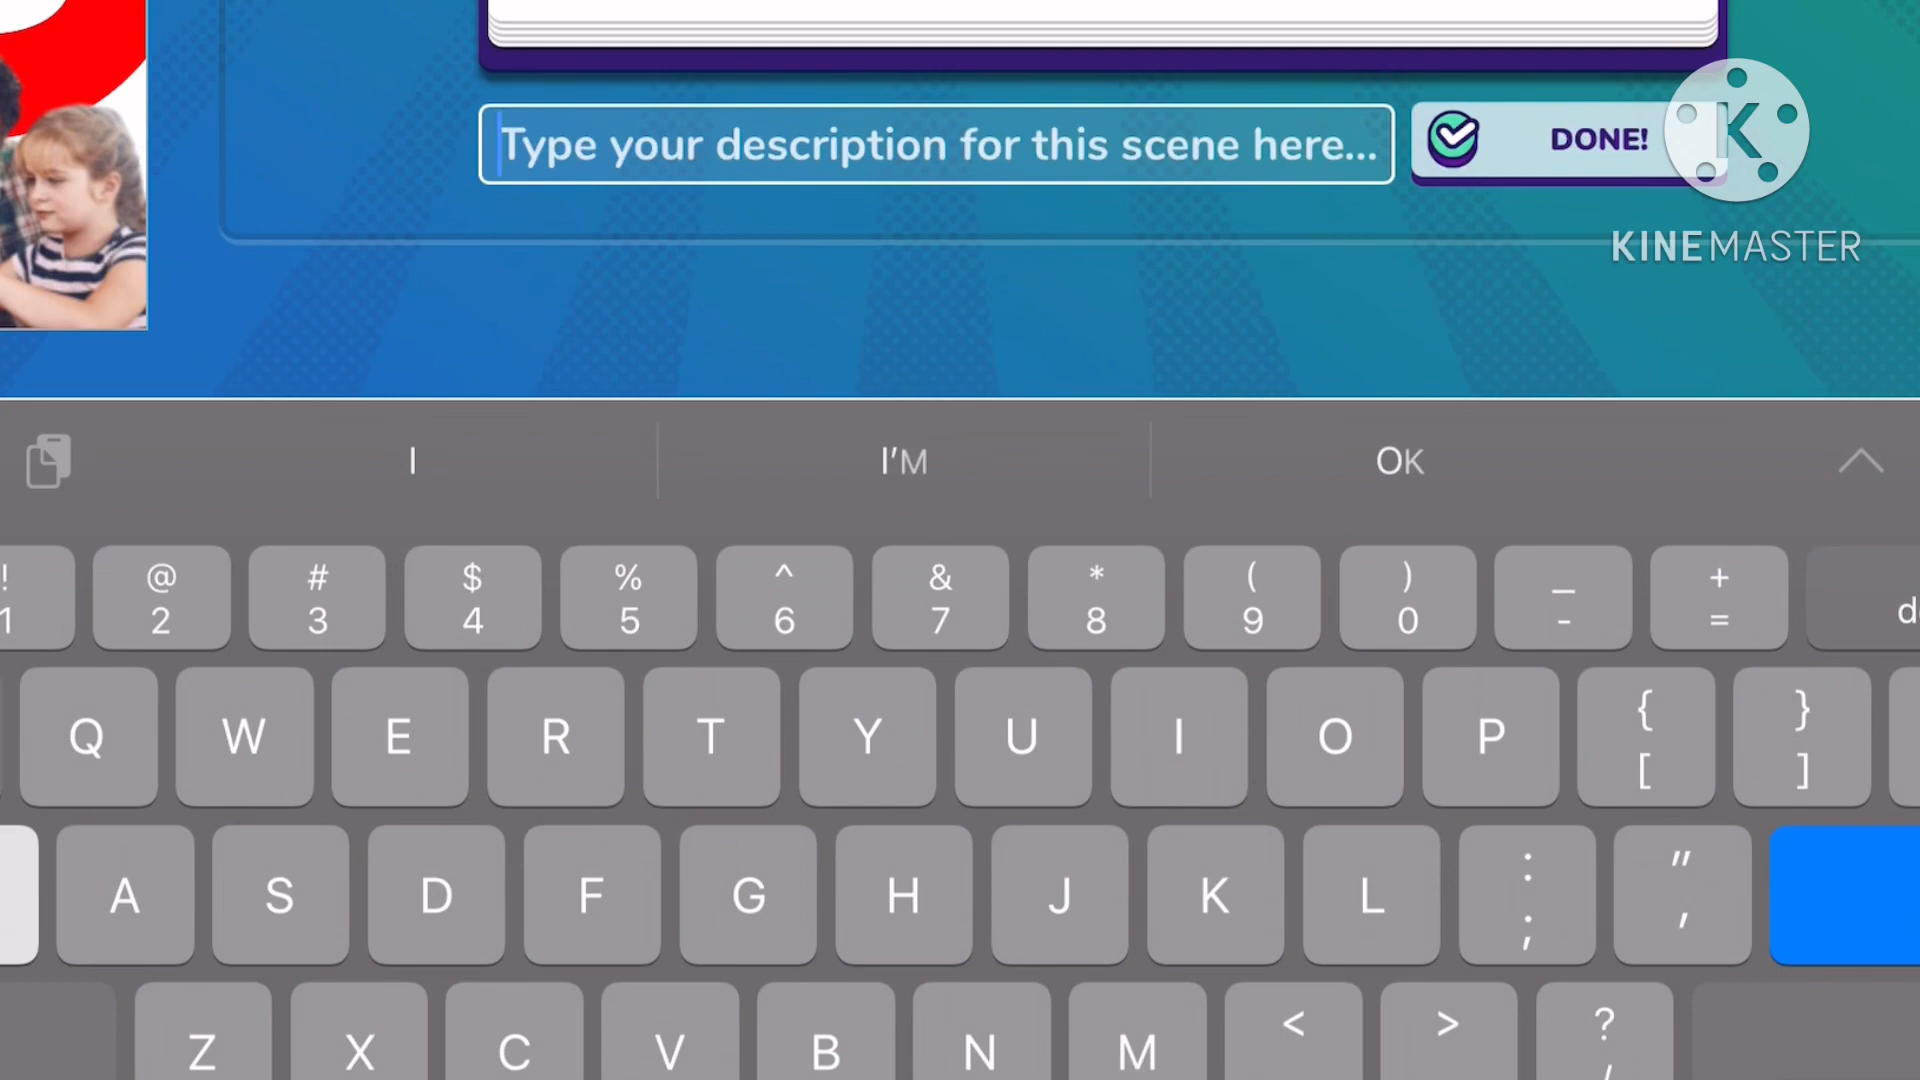 Type your description for this scene here...
DONE!
K
KINEMASTER
I I'M OK
! @ # $ % ^ & * ( ) _ +
1 2 3 4 5 6 7 8 9 0 - =
Q W E R T Y U I O P { }
[ ]
A S D F G H J K L : "
; '
Z X C V B N M < > ?
/